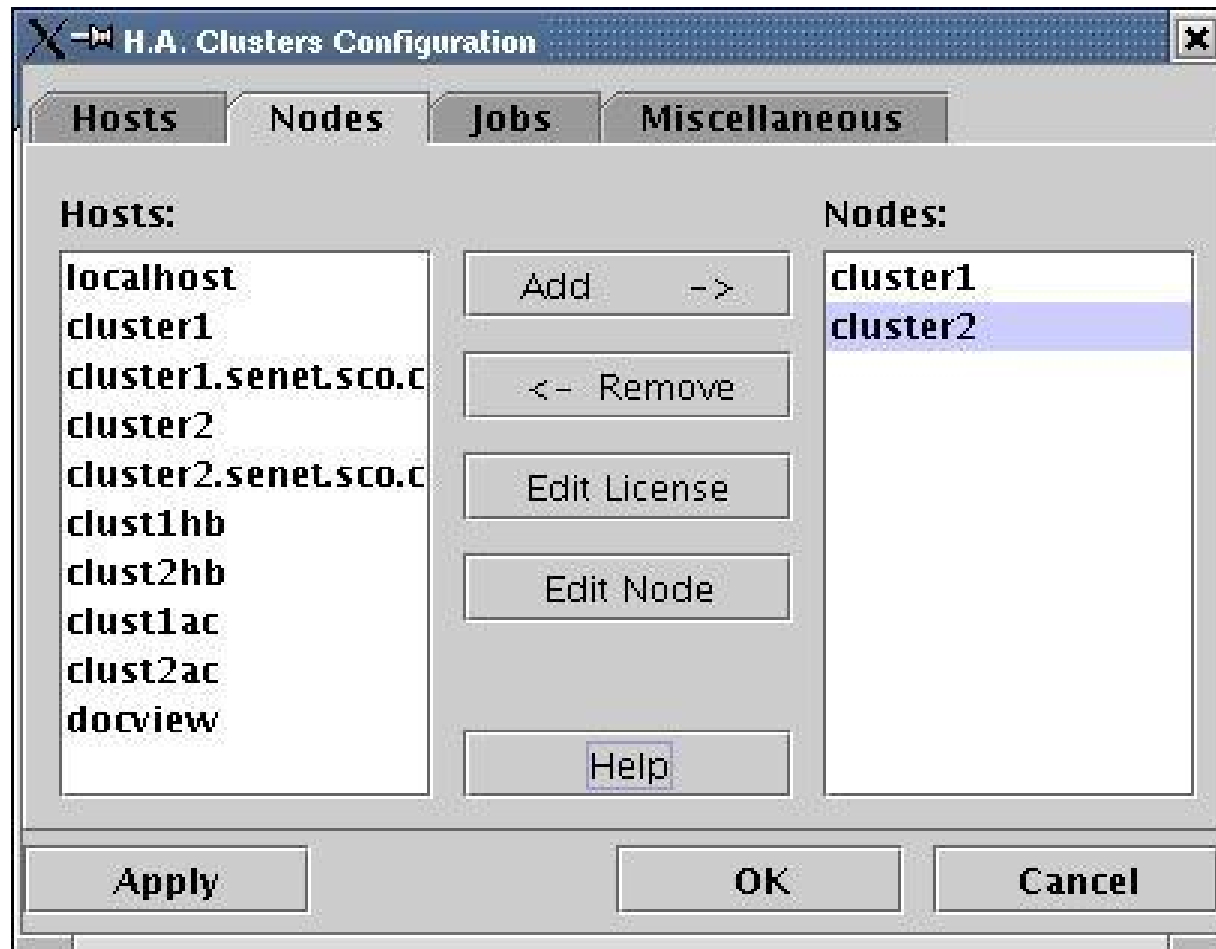 H.A. Clusters Configuration
Hosts Nodes Jobs Miscellaneous
Hosts:
localhost
cluster1
cluster1.senet.sco.c
cluster2
cluster2.senet.sco.c
clust1hb
clust2hb
clust1ac
clust2ac
docview
Add ->
<- Remove
Edit License
Edit Node
Help
Nodes:
cluster1
cluster2
Apply OK Cancel